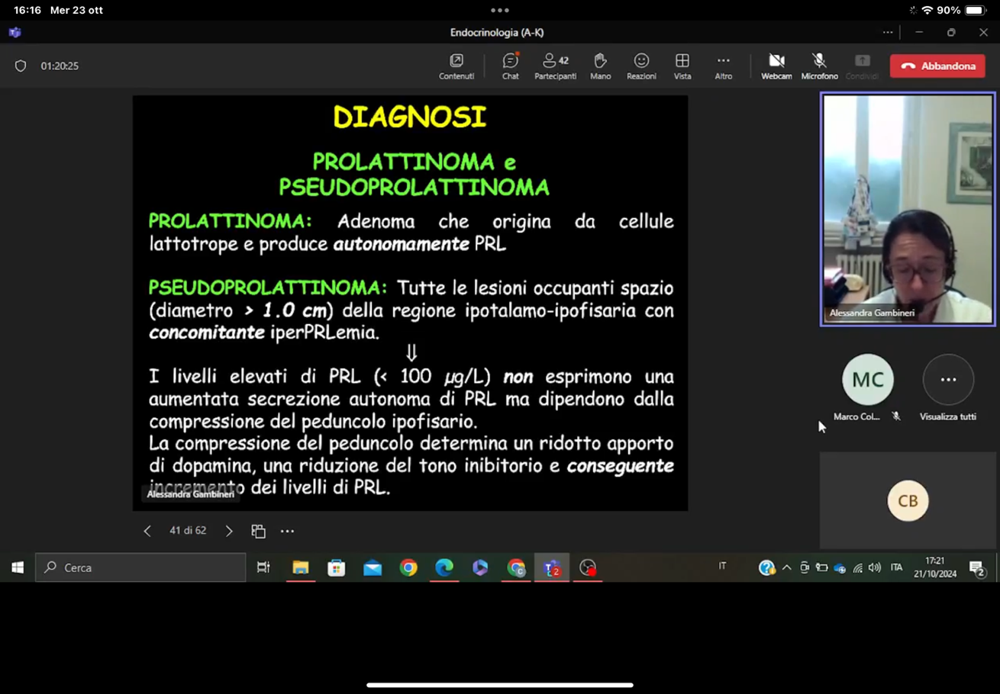 16:16 Mer 23 ott
90%
Endocrinologia (A-K)
01:20:25
Contenuti
Chat
42
Partecipanti
Mano
Reazioni
Vista
Altro
Webcam
Microfono
Condividi
Abbandona
DIAGNOSI
PROLATTINOMA e
PSEUDOPROLATTINOMA
PROLATTINOMA: Adenoma che origina da cellule
lattotrope e produce autonomamente PRL
PSEUDOPROLATTINOMA: Tutte le lesioni occupanti spazio
(diametro > 1.0 cm) della regione ipotalamo-ipofisaria con
concomitante iperPRLemia.
⇓
I livelli elevati di PRL (< 100 µg/L) non esprimono una
aumentata secrezione autonoma di PRL ma dipendono dalla
compressione del peduncolo ipofisario.
La compressione del peduncolo determina un ridotto apporto
di dopamina, una riduzione del tono inibitorio e conseguente
incremento dei livelli di PRL.
Alessandra Gambineri
Alessandra Gambineri
MC
Marco Col...
Visualizza tutti
CB
41 di 62
Cerca
IT
ITA
17:21
21/10/2024
2
2